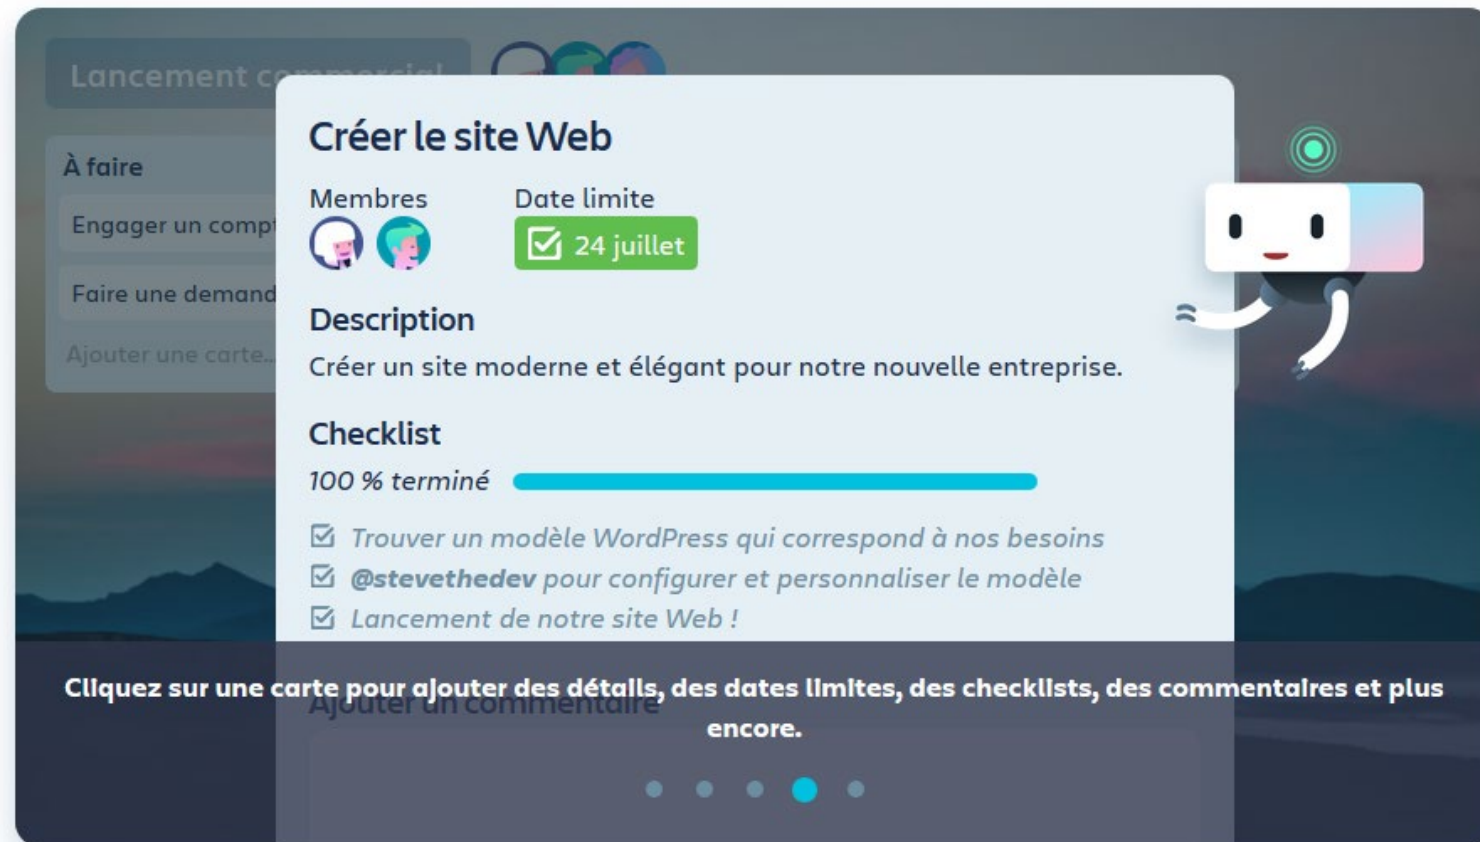 Lancement commercial
Créer le site Web
À faire
Membres
Date limite
Engager un compt
24 juillet
Faire une demand
Description
Ajouter une carte...
Créer un site moderne et élégant pour notre nouvelle entreprise.
Checklist
100 % terminé
Trouver un modèle WordPress qui correspond à nos besoins
@stevethedev pour configurer et personnaliser le modèle
Lancement de notre site Web !
Cliquez sur une carte pour ajouter des détails, des dates limites, des checklists, des commentaires et plus
encore.
Ajouter un commentaire